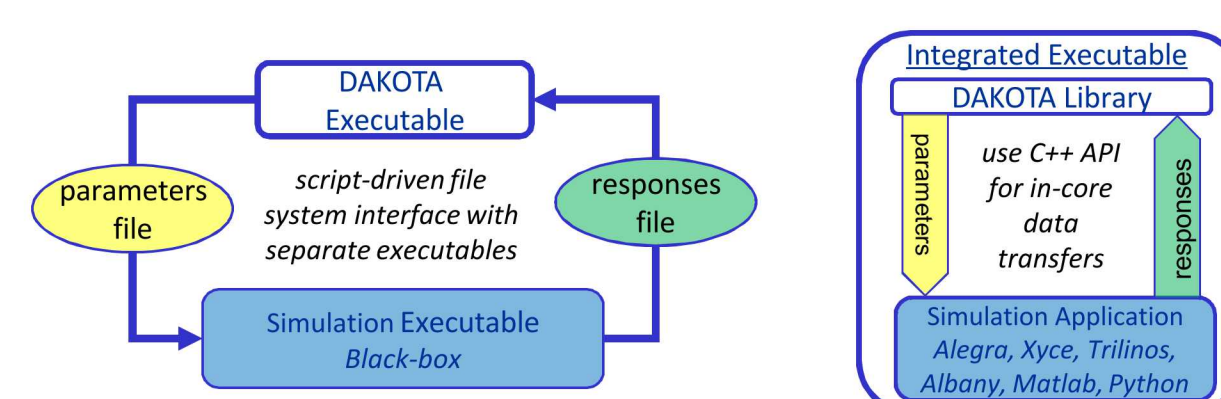 DAKOTA
Executable
parameters
file
script-driven file
system interface with
separate executables
responses
file
Simulation Executable
Black-box
Integrated Executable
DAKOTA Library
parameters
use C++ API
for in-core
data
transfers
responses
Simulation Application
Alegra, Xyce, Trilinos,
Albany, Matlab, Python